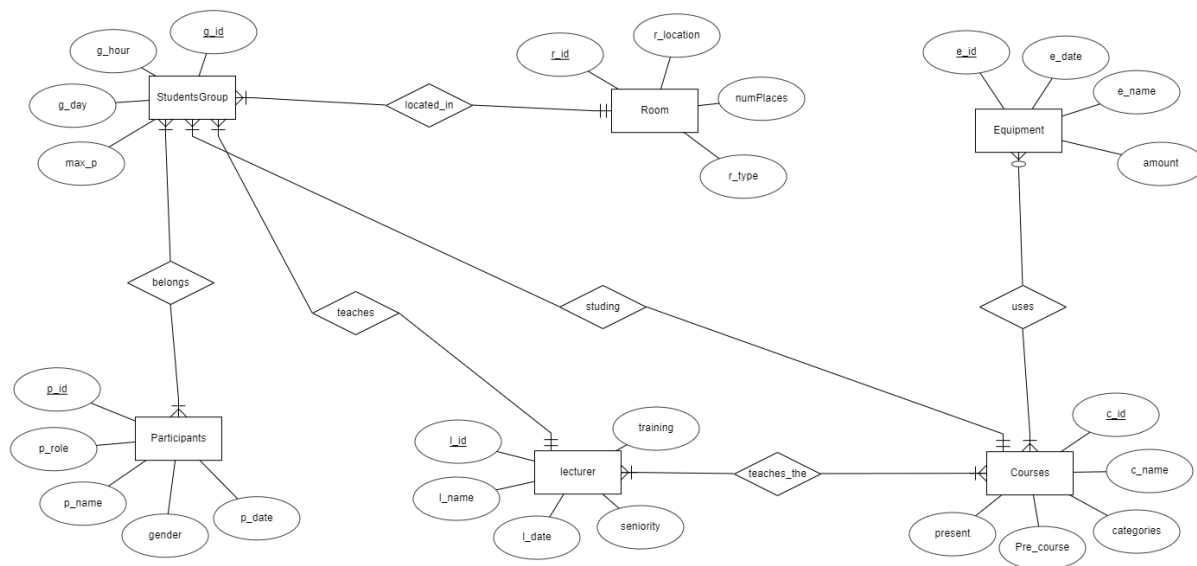 g_id
g_hour
r_location
r_id
e_id
e_date
StudentsGroup
g_day
located_in
Room
numPlaces
e_name
Equipment
max_p
r_type
amount
belongs
teaches
studing
uses
p_id
Participants
p_role
p_name
gender
p_date
l_id
training
lecturer
l_name
l_date
seniority
teaches_the
c_id
Courses
c_name
present
Pre_course
categories